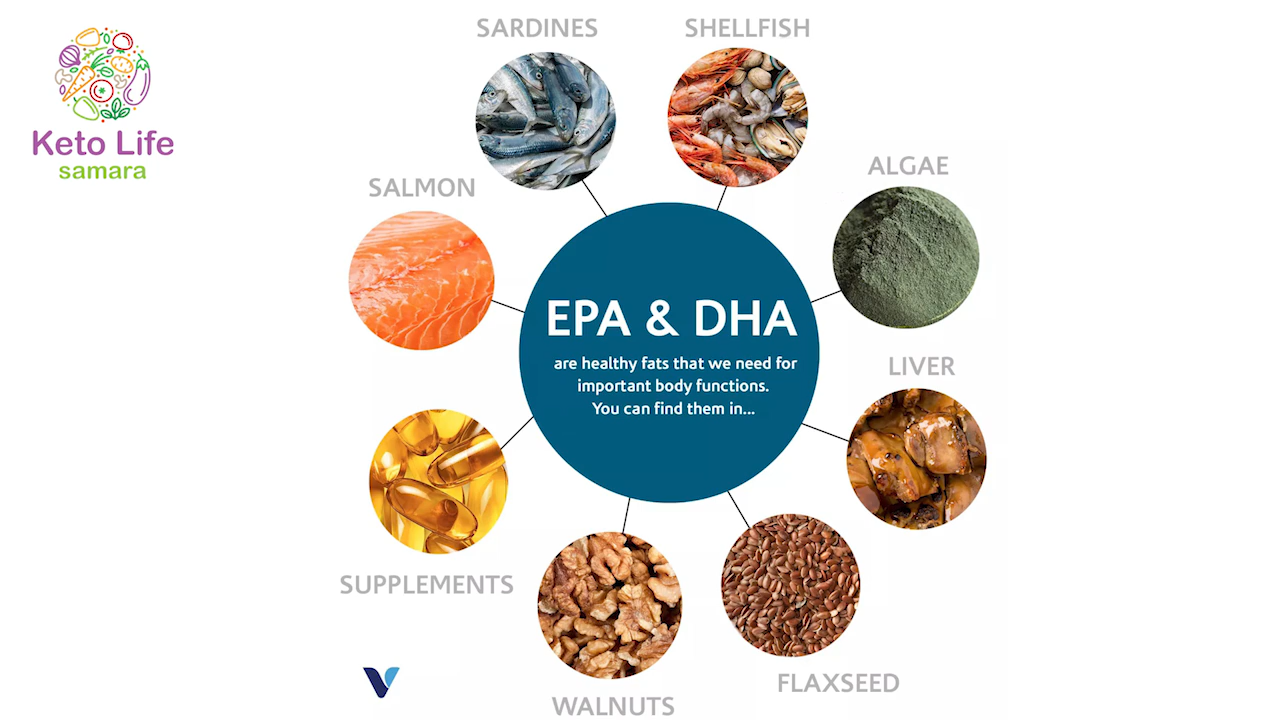 SARDINES
SHELLFISH
Keto Life
samara
ALGAE
SALMON
EPA & DHA
are healthy fats that we need for
important body functions.
You can find them in...
LIVER
SUPPLEMENTS
FLAXSEED
WALNUTS